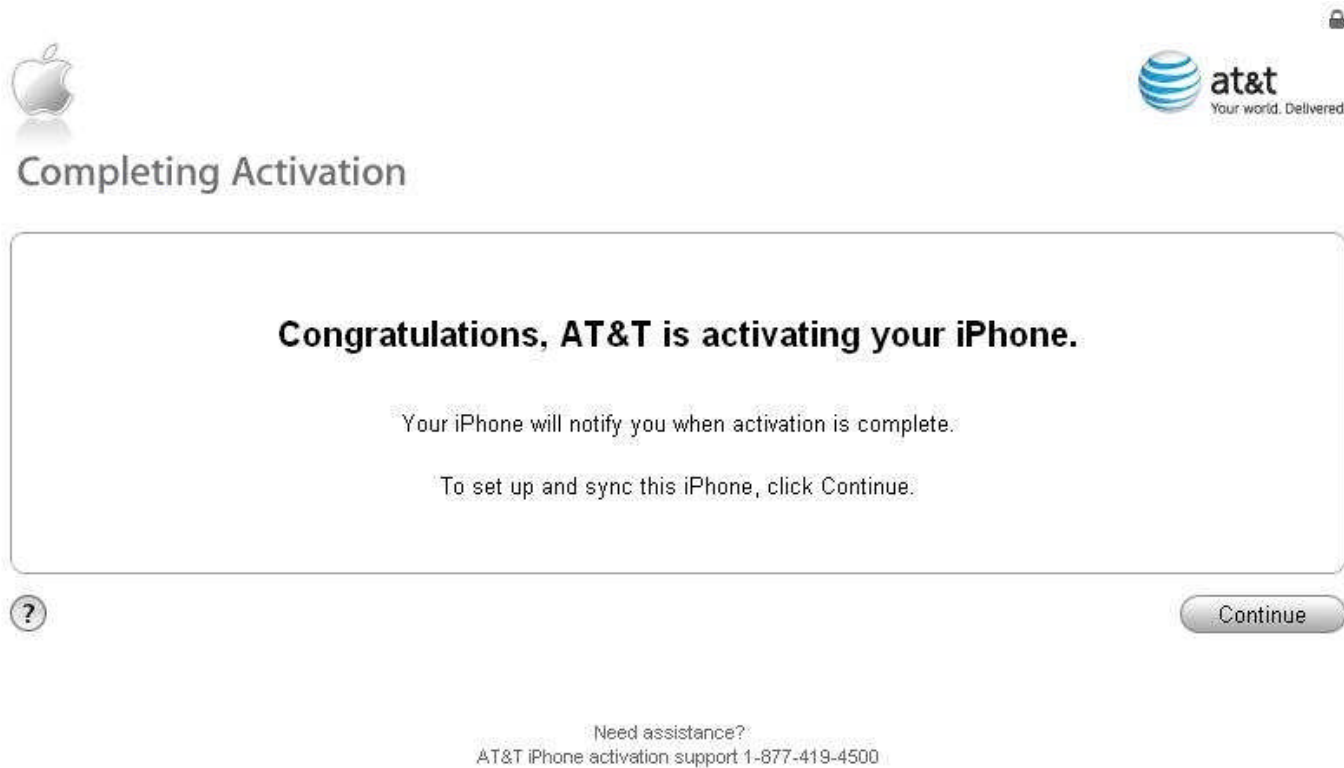 at&t
Your world. Delivered
Completing Activation
Congratulations, AT&T is activating your iPhone.
Your iPhone will notify you when activation is complete.
To set up and sync this iPhone, click Continue.
?
Continue
Need assistance?
AT&T iPhone activation support 1-877-419-4500